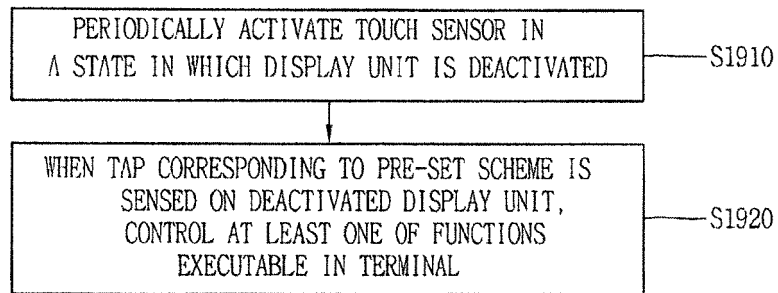 PERIODICALLY ACTIVATE TOUCH SENSOR IN
A STATE IN WHICH DISPLAY UNIT IS DEACTIVATED
S1910
WHEN TAP CORRESPONDING TO PRE-SET SCHEME IS
SENSED ON DEACTIVATED DISPLAY UNIT,
CONTROL AT LEAST ONE OF FUNCTIONS
EXECUTABLE IN TERMINAL
S1920